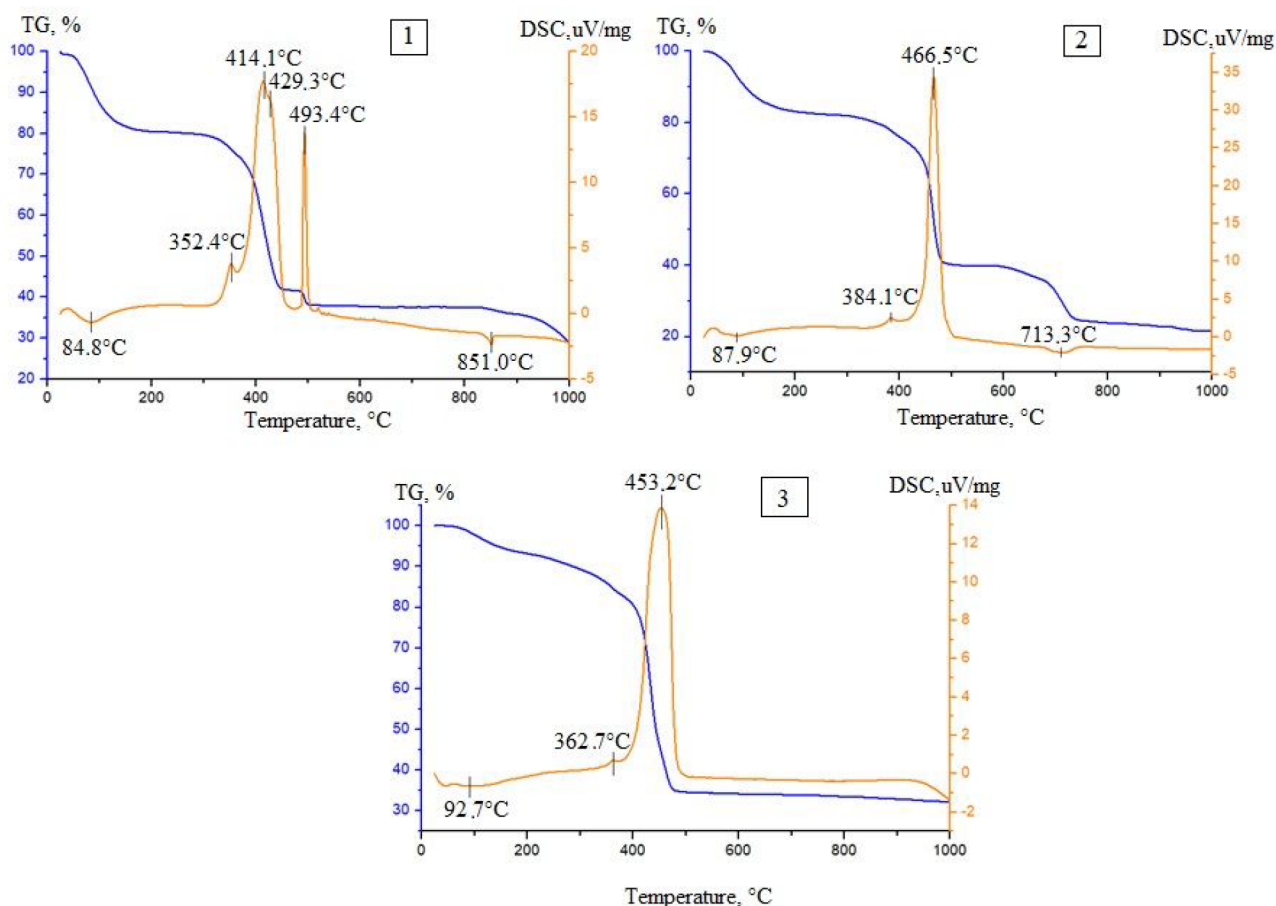 TG, %
1
DSC,uV/mg
414.1°C
429.3°C
493.4°C
352.4°C
84.8°C
851.0°C
100
90
80
70
60
50
40
30
20
20
15
10
5
0
-5
0 200 400 600 800 1000
Temperature, °C
TG, %
2
DSC,uV/mg
466.5°C
384.1°C
87.9°C
713.3°C
100
80
60
40
20
35
30
25
20
15
10
5
0
-5
0 200 400 600 800 1000
Temperature, °C
TG, %
3
DSC,uV/mg
453.2°C
362.7°C
92.7°C
100
90
80
70
60
50
40
30
14
12
10
8
6
4
2
0
-2
0 200 400 600 800 1000
Temperature, °C